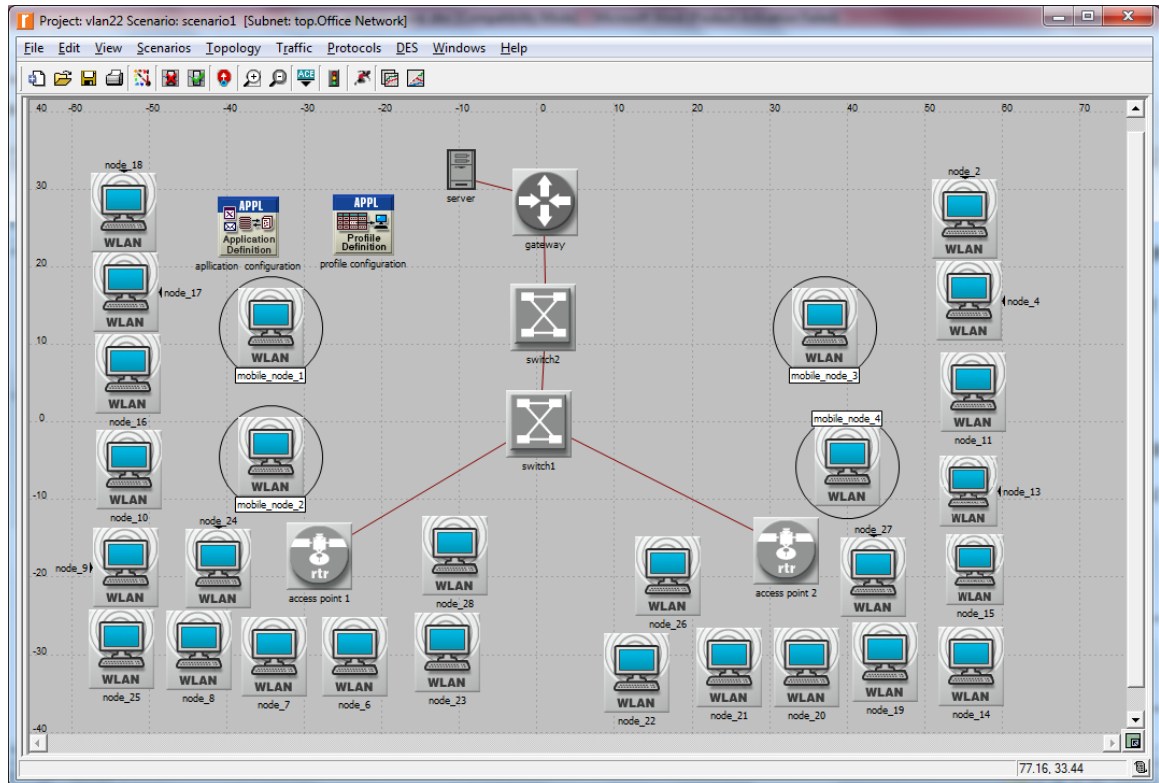 Project: vlan22 Scenario: scenario1 [Subnet: top.Office Network]
File Edit View Scenarios Topology Traffic Protocols DES Windows Help
ACE
40 -60 -50 -40 -30 -20 -10 0 10 20 30 40 50 60 70
30
20
10
0
-10
-20
-30
-40
node_18
WLAN
APPL
Application
Definition
apllication configuration
APPL
Profile
Definition
profile configuration
server
gateway
node_2
WLAN
WLAN
node_17
WLAN
mobile_node_1
switch2
WLAN
mobile_node_3
WLAN
node_4
WLAN
node_16
WLAN
mobile_node_2
switch1
mobile_node_4
WLAN
WLAN
node_11
WLAN
node_10
WLAN
node_13
node_9
WLAN
node_24
WLAN
rtr
access point 1
WLAN
node_28
WLAN
node_26
rtr
access point 2
node_27
WLAN
WLAN
node_15
WLAN
node_25
WLAN
node_8
WLAN
node_7
WLAN
node_6
WLAN
node_23
WLAN
node_22
WLAN
node_21
WLAN
node_20
WLAN
node_19
WLAN
node_14
77.16, 33.44